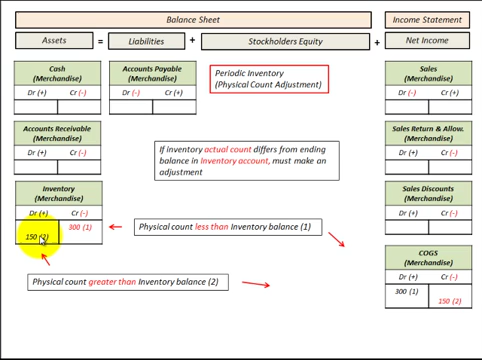 Balance Sheet
Income Statement
Assets
=
Liabilities
+
Stockholders Equity
+
Net Income
Cash
(Merchandise)
Dr (+) Cr (-)
Accounts Payable
(Merchandise)
Dr (-) Cr (+)
Periodic Inventory
(Physical Count Adjustment)
Sales
(Merchandise)
Dr (-) Cr (+)
Accounts Receivable
(Merchandise)
Dr (+) Cr (-)
If inventory actual count differs from ending
balance in Inventory account, must make an
adjustment
Sales Return & Allow.
(Merchandise)
Dr (+) Cr (-)
Inventory
(Merchandise)
Dr (+) Cr (-)
300 (1)
150 (2)
Physical count less than Inventory balance (1)
Sales Discounts
(Merchandise)
Dr (+) Cr (-)
Physical count greater than Inventory balance (2)
COGS
(Merchandise)
Dr (+) Cr (-)
300 (1)
150 (2)